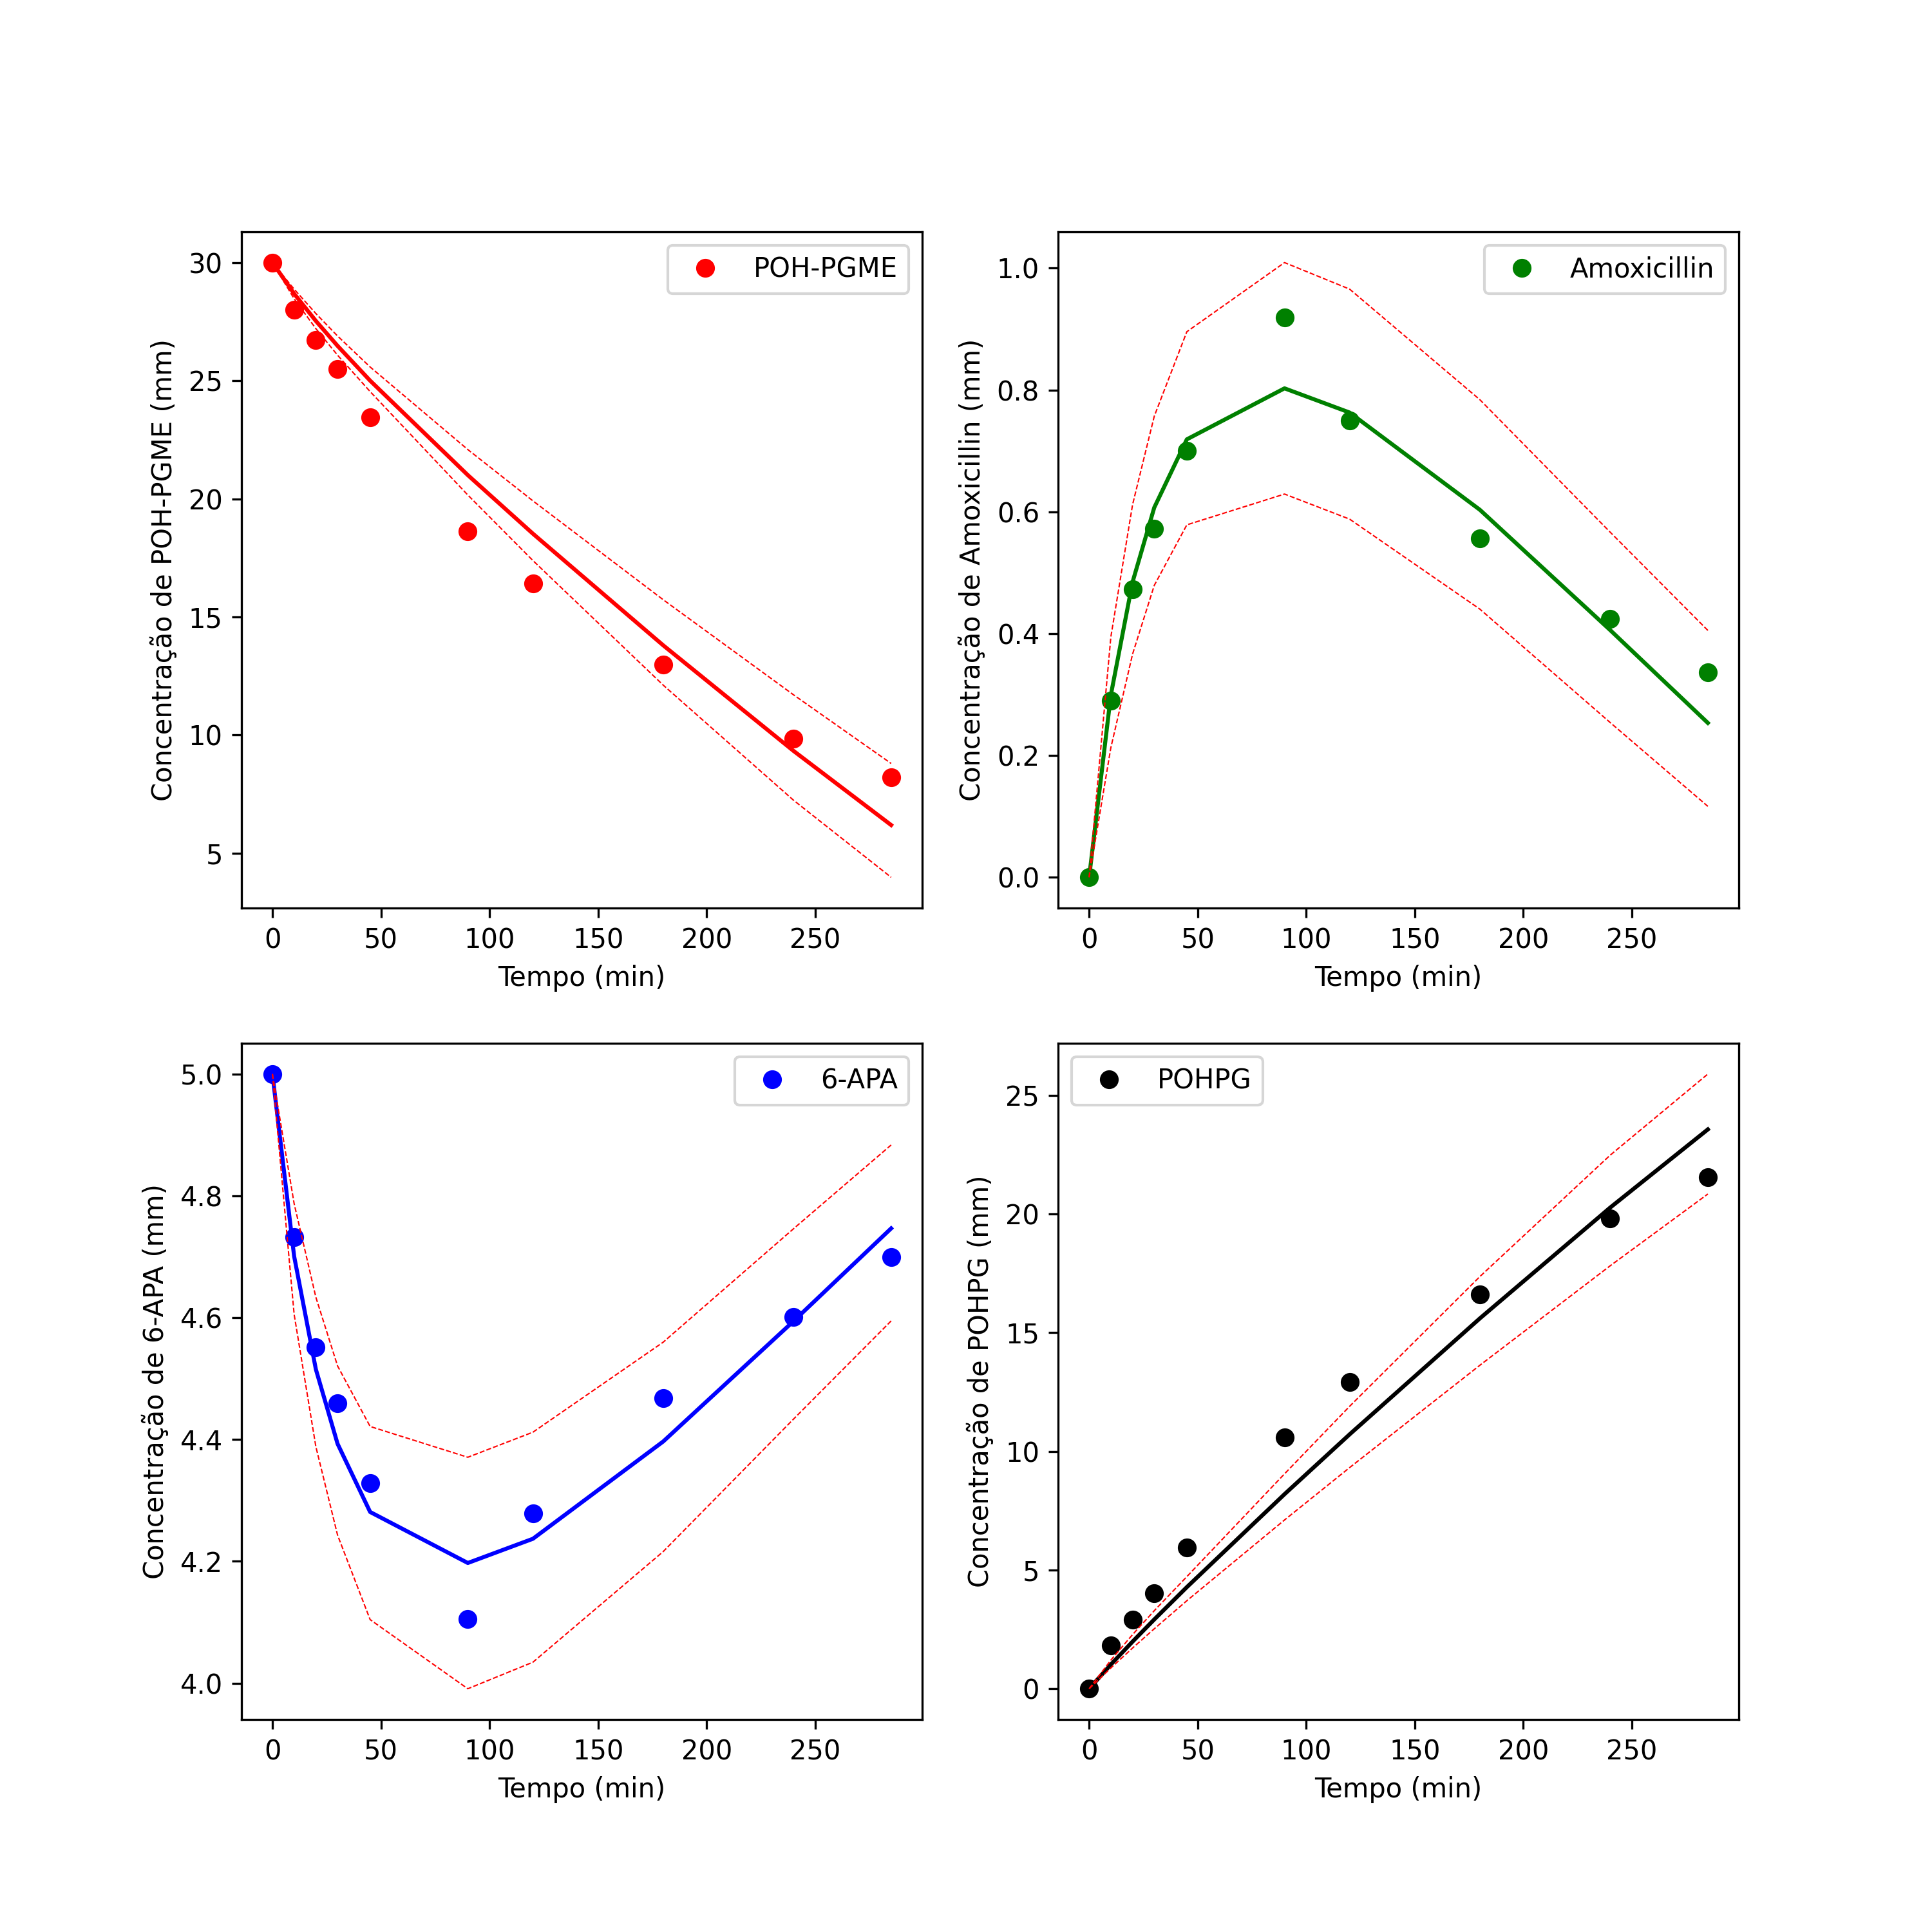 Concentração de POH-PGME (mm)
30
25
20
15
10
5
POH-PGME
0 50 100 150 200 250
Tempo (min)
Concentração de Amoxicillin (mm)
1.0
0.8
0.6
0.4
0.2
0.0
Amoxicillin
0 50 100 150 200 250
Tempo (min)
Concentração de 6-APA (mm)
5.0
4.8
4.6
4.4
4.2
4.0
6-APA
0 50 100 150 200 250
Tempo (min)
Concentração de POHPG (mm)
25
20
15
10
5
0
POHPG
0 50 100 150 200 250
Tempo (min)